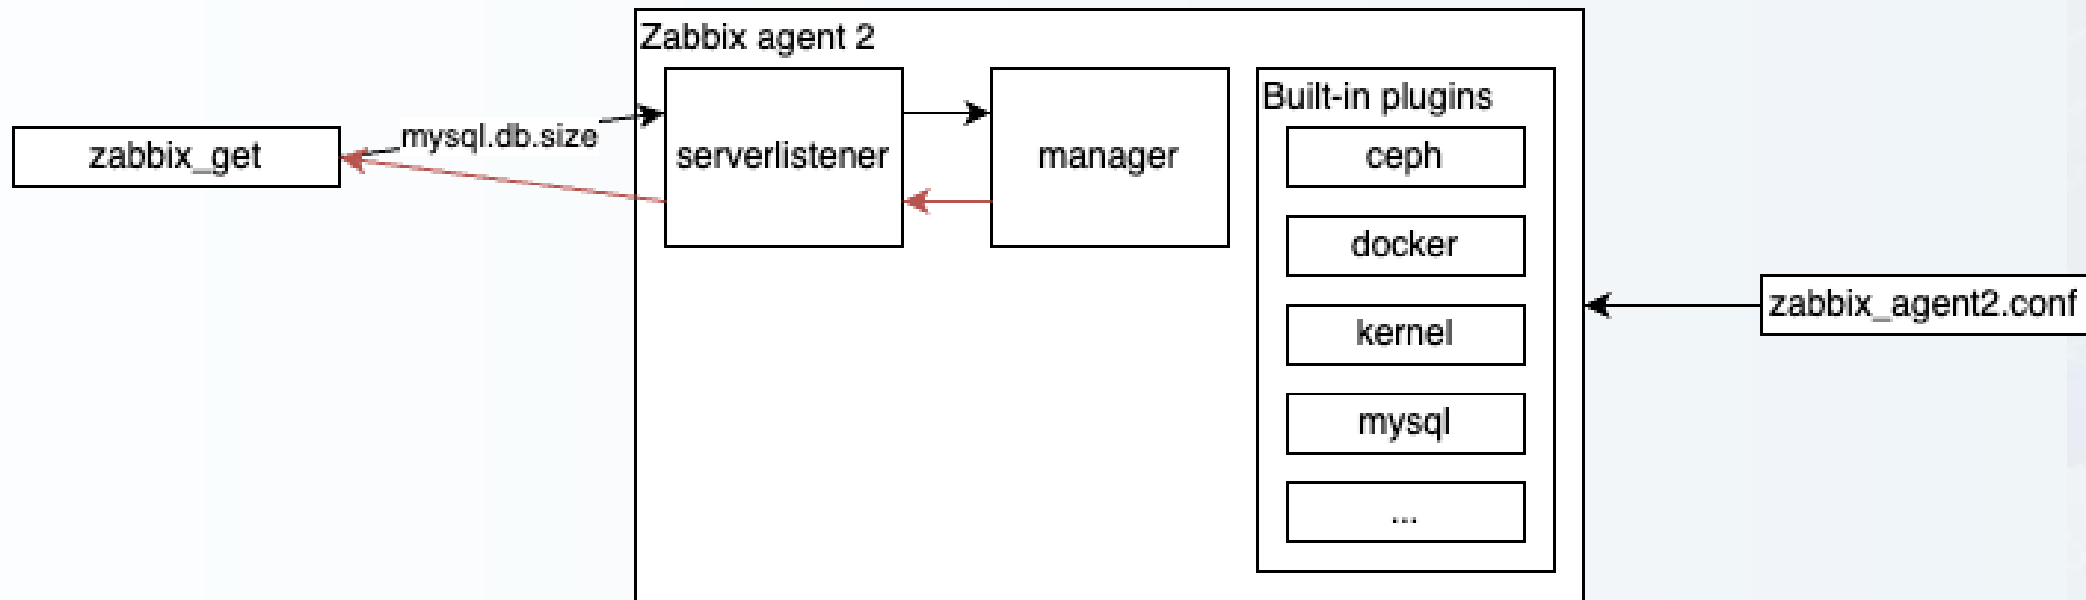 Zabbix agent 2
zabbix_get
mysql.db.size
serverlistener
manager
Built-in plugins
ceph
docker
kernel
mysql
...
zabbix_agent2.conf